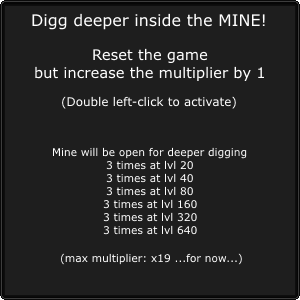 Digg deeper inside the MINE!
Reset the game
but increase the multiplier by 1
(Double left-click to activate)
Mine will be open for deeper digging
3 times at lvl 20
3 times at lvl 40
3 times at lvl 80
3 times at lvl 160
3 times at lvl 320
3 times at lvl 640
(max multiplier: x19 ...for now...)